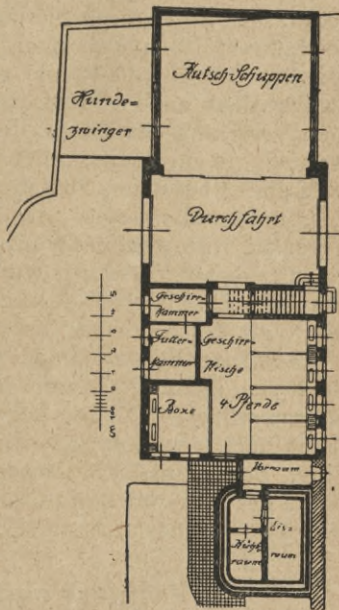 Kutsch Schuppen
Hunde=
zwinger
Durchfahrt
Geschirr=
Kammer
Futter=
kammer
Geschirr=
Nische
4 Pferde
Boxe
Vorraum
Eis=
raum
Kühl
raum